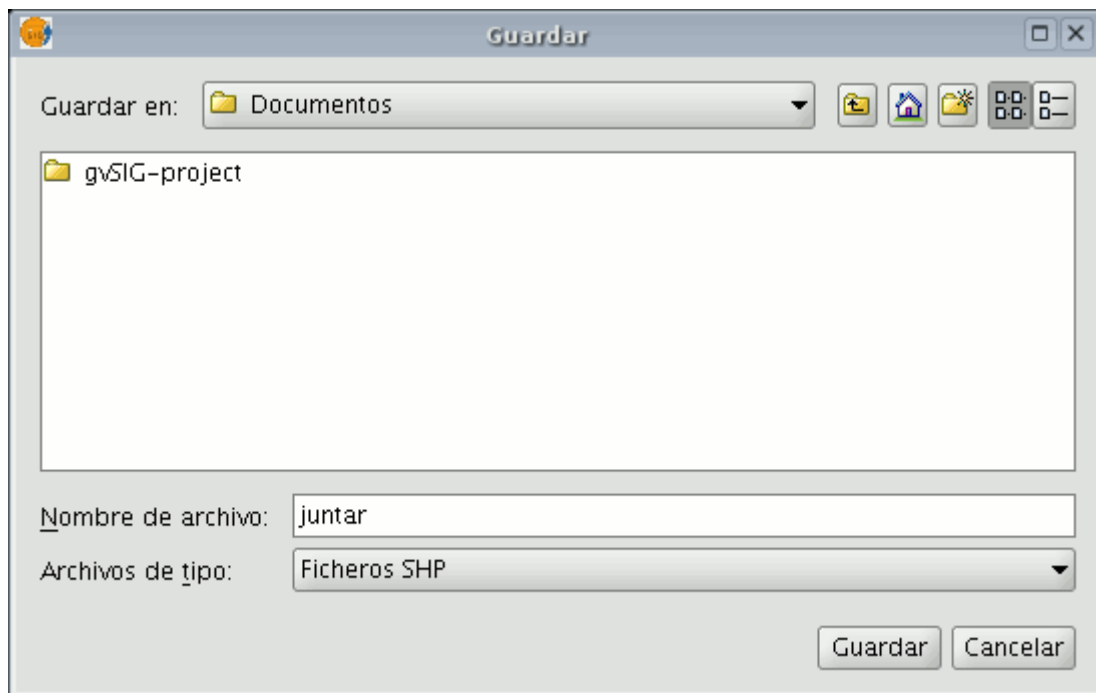 Guardar
Guardar en: Documentos
gvSIG-project
Nombre de archivo: juntar
Archivos de tipo: Ficheros SHP
Guardar Cancelar